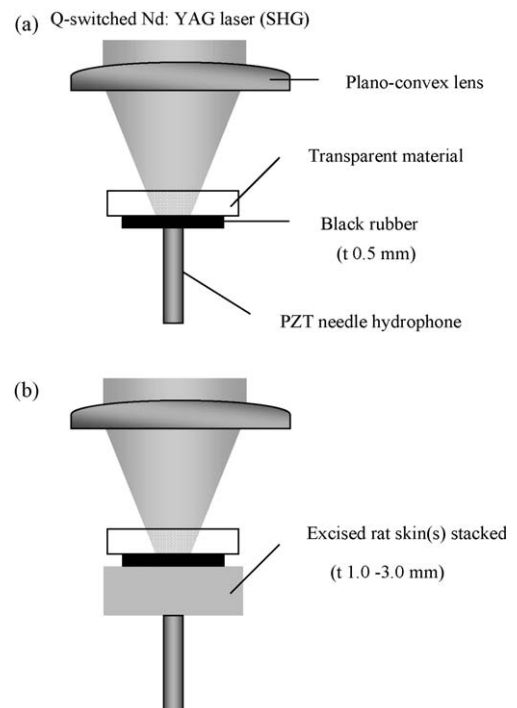 (a)
Q-switched Nd: YAG laser (SHG)
Plano-convex lens
Transparent material
Black rubber
(t 0.5 mm)
PZT needle hydrophone
(b)
Excised rat skin(s) stacked
(t 1.0 -3.0 mm)